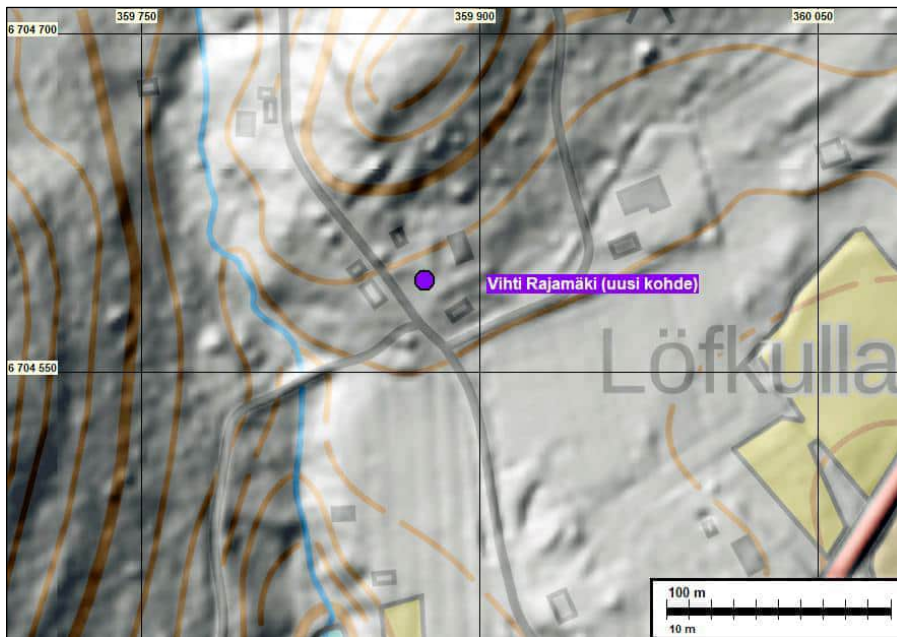 359 750
359 900
360 050
6 704 700
Vihti Rajamäki (uusi kohde)
Löfkulla
6 704 550
100 m
10 m